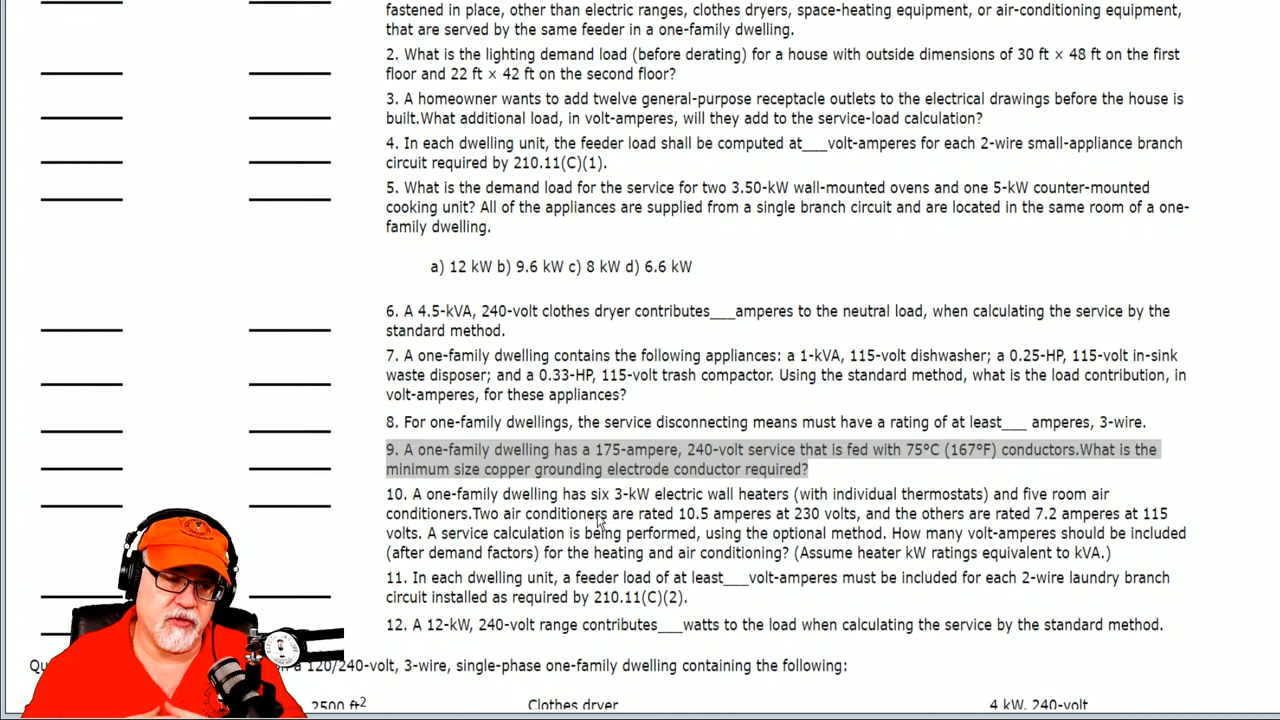 fastened in place, other than electric ranges, clothes dryers, space-heating equipment, or air-conditioning equipment,
that are served by the same feeder in a one-family dwelling.
2. What is the lighting demand load (before derating) for a house with outside dimensions of 30 ft × 48 ft on the first
floor and 22 ft × 42 ft on the second floor?
3. A homeowner wants to add twelve general-purpose receptacle outlets to the electrical drawings before the house is
built.What additional load, in volt-amperes, will they add to the service-load calculation?
4. In each dwelling unit, the feeder load shall be computed at___volt-amperes for each 2-wire small-appliance branch
circuit required by 210.11(C)(1).
5. What is the demand load for the service for two 3.50-kW wall-mounted ovens and one 5-kW counter-mounted
cooking unit? All of the appliances are supplied from a single branch circuit and are located in the same room of a one-
family dwelling.
a) 12 kW b) 9.6 kW c) 8 kW d) 6.6 kW
6. A 4.5-kVA, 240-volt clothes dryer contributes___amperes to the neutral load, when calculating the service by the
standard method.
7. A one-family dwelling contains the following appliances: a 1-kVA, 115-volt dishwasher; a 0.25-HP, 115-volt in-sink
waste disposer; and a 0.33-HP, 115-volt trash compactor. Using the standard method, what is the load contribution, in
volt-amperes, for these appliances?
8. For one-family dwellings, the service disconnecting means must have a rating of at least___ amperes, 3-wire.
9. A one-family dwelling has a 175-ampere, 240-volt service that is fed with 75°C (167°F) conductors.What is the
minimum size copper grounding electrode conductor required?
10. A one-family dwelling has six 3-kW electric wall heaters (with individual thermostats) and five room air
conditioners.Two air conditioners are rated 10.5 amperes at 230 volts, and the others are rated 7.2 amperes at 115
volts. A service calculation is being performed, using the optional method. How many volt-amperes should be included
(after demand factors) for the heating and air conditioning? (Assume heater kW ratings equivalent to kVA.)
11. In each dwelling unit, a feeder load of at least___volt-amperes must be included for each 2-wire laundry branch
circuit installed as required by 210.11(C)(2).
12. A 12-kW, 240-volt range contributes___watts to the load when calculating the service by the standard method.
a 120/240-volt, 3-wire, single-phase one-family dwelling containing the following:
2500 ft² Clothes dryer 4 kW, 240-volt